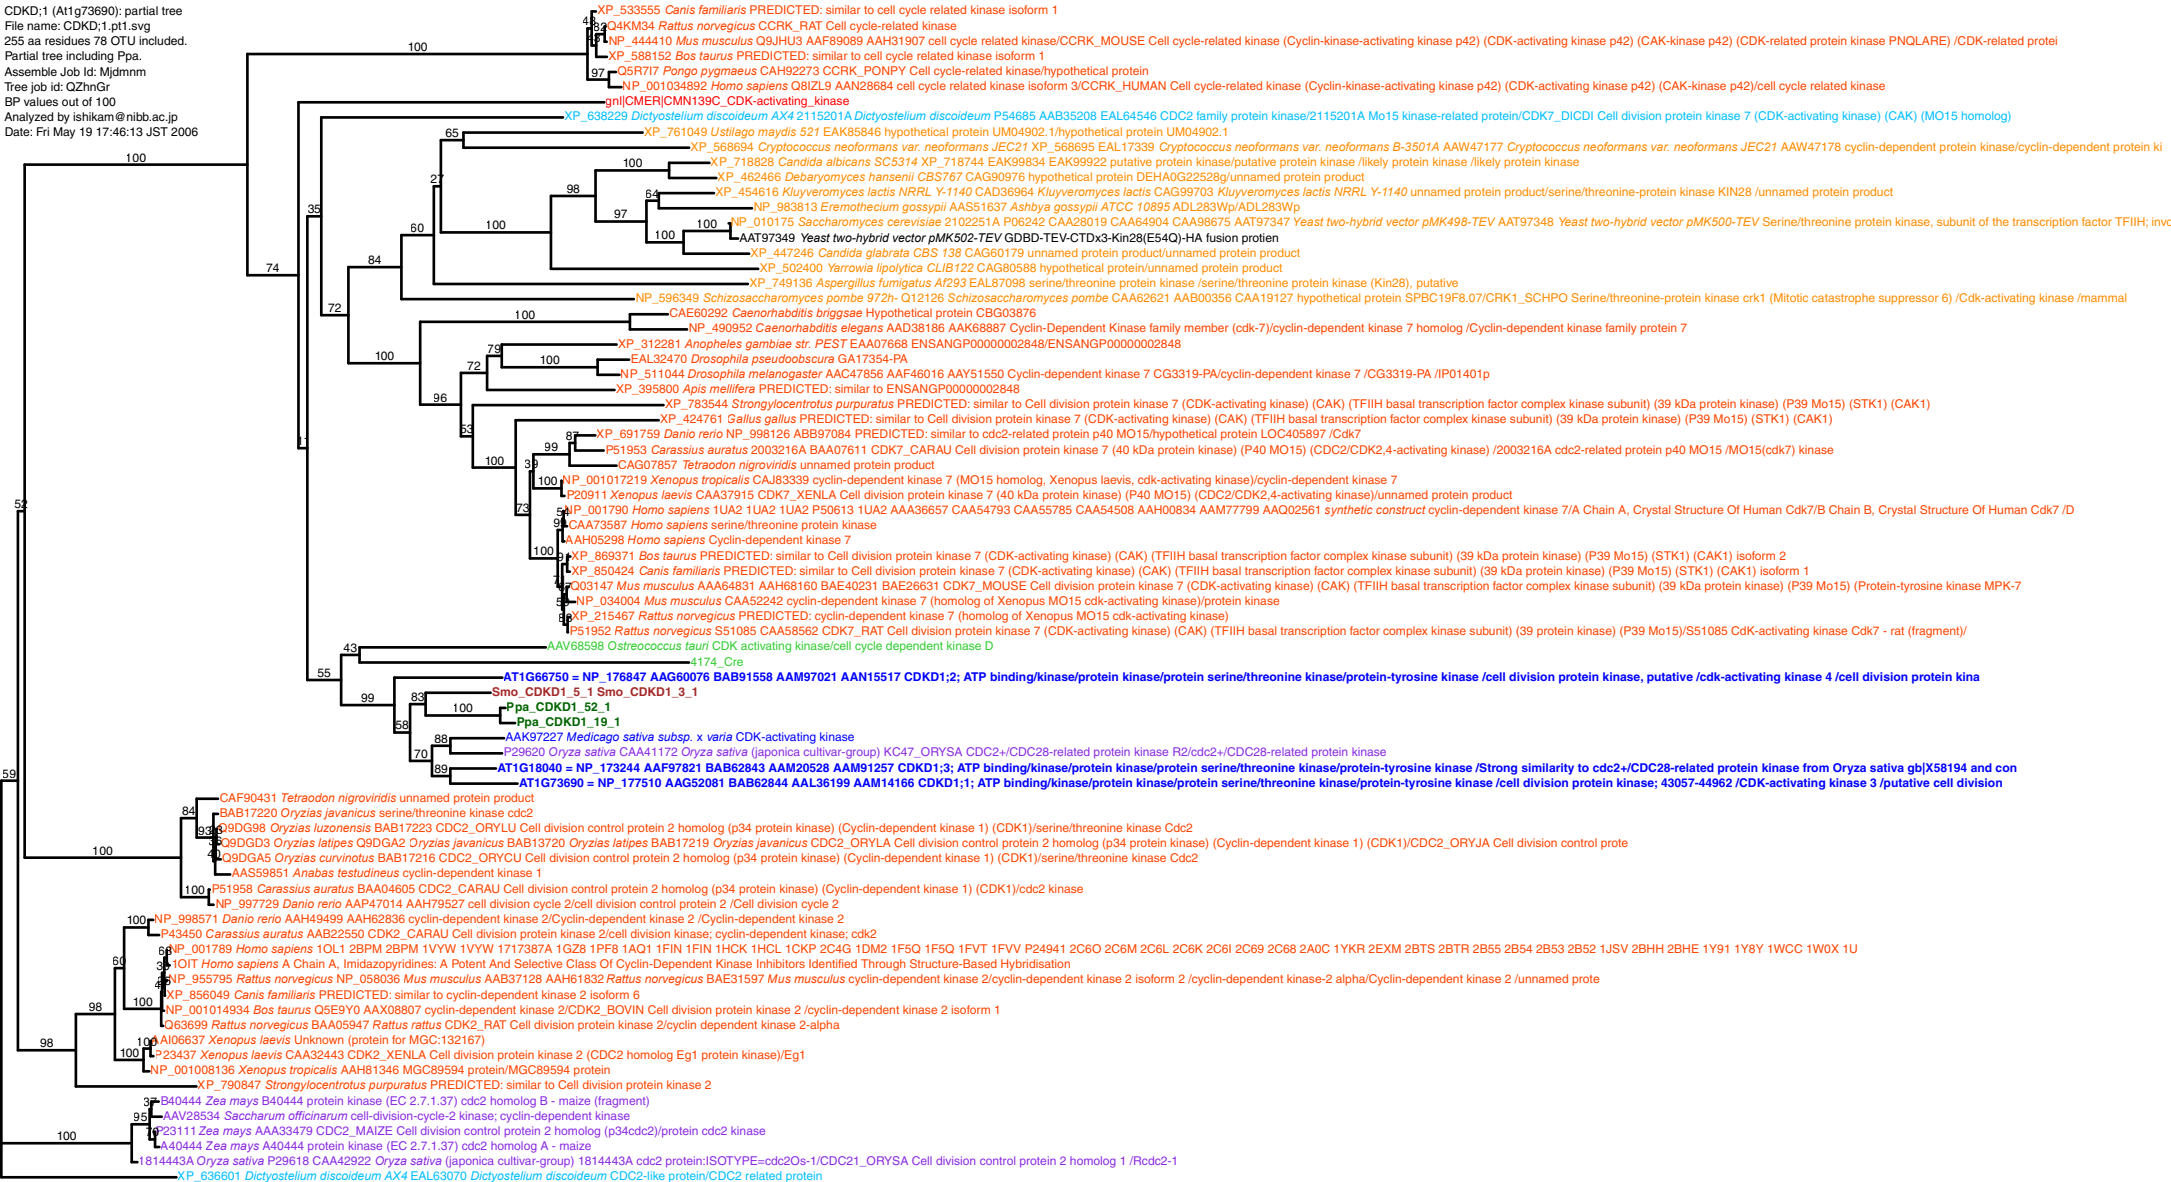 CDKD;1 (At1g73690): partial tree
File name: CDKD;1.pt1.svg
255 aa residues 78 OTU included.
Partial tree including Ppa.
Assemble Job Id: Mjdmnm
Tree job id: QZhnGr
BP values out of 100
Analyzed by ishikam@nibb.ac.jp
Date: Fri May 19 17:46:13 JST 2006
XP_533555 Canis familiaris PREDICTED: similar to cell cycle related kinase isoform 1
Q4KM34 Rattus norvegicus CCRK_RAT Cell cycle-related kinase
100 NP_444410 Mus musculus Q9JHU3 AAF89089 AAH31907 cell cycle related kinase/CCRK_MOUSE Cell cycle-related kinase (Cyclin-kinase-activating kinase p42) (CDK-activating kinase p42) (CAK-kinase p42) (CDK-related protein kinase PNQLARE) /CDK-related protei
XP_588152 Bos taurus PREDICTED: similar to cell cycle related kinase isoform 1
97 Q5R7I7 Pongo pygmaeus CAH92273 CCRK_PONPY Cell cycle-related kinase/hypothetical protein
NP_001034892 Homo sapiens Q8IZL9 AAN28684 cell cycle related kinase isoform 3/CCRK_HUMAN Cell cycle-related kinase (Cyclin-kinase-activating kinase p42) (CDK-activating kinase p42) (CAK-kinase p42)/cell cycle related kinase
gnl|CMER|CMN139C_CDK-activating_kinase
XP_638229 Dictyostelium discoideum AX4 2115201A Dictyostelium discoideum P54685 AAB35208 EAL64546 CDC2 family protein kinase/2115201A Mo15 kinase-related protein/CDK7_DICDI Cell division protein kinase 7 (CDK-activating kinase) (CAK) (MO15 homolog)
65 XP_761049 Ustilago maydis 521 EAK85846 hypothetical protein UM04902.1/hypothetical protein UM04902.1
XP_568694 Cryptococcus neoformans var. neoformans JEC21 XP_568695 EAL17339 Cryptococcus neoformans var. neoformans B-3501A AAW47177 Cryptococcus neoformans var. neoformans JEC21 AAW47178 cyclin-dependent protein kinase/cyclin-dependent protein ki
100 100 XP_718828 Candida albicans SC5314 XP_718744 EAK99834 EAK99922 putative protein kinase/putative protein kinase /likely protein kinase /likely protein kinase
27 XP_462466 Debaryomyces hansenii CBS767 CAG90976 hypothetical protein DEHA0G22528g/unnamed protein product
98 64 XP_454616 Kluyveromyces lactis NRRL Y-1140 CAD36964 Kluyveromyces lactis CAG99703 Kluyveromyces lactis NRRL Y-1140 unnamed protein product/serine/threonine-protein kinase KIN28 /unnamed protein product
35 97 NP_983813 Eremothecium gossypii AAS51637 Ashbya gossypii ATCC 10895 ADL283Wp/ADL283Wp
60 100 100 NP_010175 Saccharomyces cerevisiae 2102251A P06242 CAA28019 CAA64904 CAA98675 AAT97347 Yeast two-hybrid vector pMK498-TEV AAT97348 Yeast two-hybrid vector pMK500-TEV Serine/threonine protein kinase, subunit of the transcription factor TFIIH; invo
100 AAT97349 Yeast two-hybrid vector pMK502-TEV GDBD-TEV-CTDx3-Kin28(E54Q)-HA fusion protien
XP_447246 Candida glabrata CBS 138 CAG60179 unnamed protein product/unnamed protein product
74 84 XP_502400 Yarrowia lipolytica CLIB122 CAG80588 hypothetical protein/unnamed protein product
XP_749136 Aspergillus fumigatus Af293 EAL87098 serine/threonine protein kinase /serine/threonine protein kinase (Kin28), putative
72 NP_596349 Schizosaccharomyces pombe 972h- Q12126 Schizosaccharomyces pombe CAA62621 AAB00356 CAA19127 hypothetical protein SPBC19F8.07/CRK1_SCHPO Serine/threonine-protein kinase crk1 (Mitotic catastrophe suppressor 6) /Cdk-activating kinase /mammal
100 CAE60292 Caenorhabditis briggsae Hypothetical protein CBG03876
NP_490952 Caenorhabditis elegans AAD38186 AAK68887 Cyclin-Dependent Kinase family member (cdk-7)/cyclin-dependent kinase 7 homolog /Cyclin-dependent kinase family protein 7
79 XP_312281 Anopheles gambiae str. PEST EAA07668 ENSANGP00000002848/ENSANGP00000002848
100 100 EAL32470 Drosophila pseudoobscura GA17354-PA
72 NP_511044 Drosophila melanogaster AAC47856 AAF46016 AAY51550 Cyclin-dependent kinase 7 CG3319-PA/cyclin-dependent kinase 7 /CG3319-PA /IP01401p
XP_395800 Apis mellifera PREDICTED: similar to ENSANGP00000002848
96 XP_783544 Strongylocentrotus purpuratus PREDICTED: similar to Cell division protein kinase 7 (CDK-activating kinase) (CAK) (TFIIH basal transcription factor complex kinase subunit) (39 kDa protein kinase) (P39 Mo15) (STK1) (CAK1)
XP_424761 Gallus gallus PREDICTED: similar to Cell division protein kinase 7 (CDK-activating kinase) (CAK) (TFIIH basal transcription factor complex kinase subunit) (39 kDa protein kinase) (P39 Mo15) (STK1) (CAK1)
53 87 XP_691759 Danio rerio NP_998126 ABB97084 PREDICTED: similar to cdc2-related protein p40 MO15/hypothetical protein LOC405897 /Cdk7
99 P51953 Carassius auratus 2003216A BAA07611 CDK7_CARAU Cell division protein kinase 7 (40 kDa protein kinase) (P40 MO15) (CDC2/CDK2,4-activating kinase) /2003216A cdc2-related protein p40 MO15 /MO15(cdk7) kinase
100 39 CAG07857 Tetraodon nigroviridis unnamed protein product
100 NP_001017219 Xenopus tropicalis CAJ83339 cyclin-dependent kinase 7 (MO15 homolog, Xenopus laevis, cdk-activating kinase)/cyclin-dependent kinase 7
P20911 Xenopus laevis CAA37915 CDK7_XENLA Cell division protein kinase 7 (40 kDa protein kinase) (P40 MO15) (CDC2/CDK2,4-activating kinase)/unnamed protein product
73 NP_001790 Homo sapiens 1UA2 1UA2 1UA2 P50613 1UA2 AAA36657 CAA54793 CAA55785 CAA54508 AAH00834 AAM77799 AAQ02561 synthetic construct cyclin-dependent kinase 7/A Chain A, Crystal Structure Of Human Cdk7/B Chain B, Crystal Structure Of Human Cdk7 /D
CAA73587 Homo sapiens serine/threonine protein kinase
AAH05298 Homo sapiens Cyclin-dependent kinase 7
100 XP_869371 Bos taurus PREDICTED: similar to Cell division protein kinase 7 (CDK-activating kinase) (CAK) (TFIIH basal transcription factor complex kinase subunit) (39 kDa protein kinase) (P39 Mo15) (STK1) (CAK1) isoform 2
XP_850424 Canis familiaris PREDICTED: similar to Cell division protein kinase 7 (CDK-activating kinase) (CAK) (TFIIH basal transcription factor complex kinase subunit) (39 kDa protein kinase) (P39 Mo15) (STK1) (CAK1) isoform 1
Q03147 Mus musculus AAA64831 AAH68160 BAE40231 BAE26631 CDK7_MOUSE Cell division protein kinase 7 (CDK-activating kinase) (CAK) (TFIIH basal transcription factor complex kinase subunit) (39 kDa protein kinase) (P39 Mo15) (Protein-tyrosine kinase MPK-7
NP_034004 Mus musculus CAA52242 cyclin-dependent kinase 7 (homolog of Xenopus MO15 cdk-activating kinase)/protein kinase
XP_215467 Rattus norvegicus PREDICTED: cyclin-dependent kinase 7 (homolog of Xenopus MO15 cdk-activating kinase)
P51952 Rattus norvegicus S51085 CAA58562 CDK7_RAT Cell division protein kinase 7 (CDK-activating kinase) (CAK) (TFIIH basal transcription factor complex kinase subunit) (39 protein kinase) (P39 Mo15)/S51085 CdK-activating kinase Cdk7 - rat (fragment)/
43 AAV68598 Ostreococcus tauri CDK activating kinase/cell cycle dependent kinase D
4174_Cre
55 AT1G66750 = NP_176847 AAG60076 BAB91558 AAM97021 AAN15517 CDKD1;2; ATP binding/kinase/protein kinase/protein serine/threonine kinase/protein-tyrosine kinase /cell division protein kinase, putative /cdk-activating kinase 4 /cell division protein kina
99 83 Smo_CDKD1_5_1 Smo_CDKD1_3_1
100 Ppa_CDKD1_52_1
58 Ppa_CDKD1_19_1
88 AAK97227 Medicago sativa subsp. x varia CDK-activating kinase
70 P29620 Oryza sativa CAA41172 Oryza sativa (japonica cultivar-group) KC47_ORYSA CDC2+/CDC28-related protein kinase R2/cdc2+/CDC28-related protein kinase
59 89 AT1G18040 = NP_173244 AAF97821 BAB62843 AAM20528 AAM91257 CDKD1;3; ATP binding/kinase/protein kinase/protein serine/threonine kinase/protein-tyrosine kinase /Strong similarity to cdc2+/CDC28-related protein kinase from Oryza sativa gb|X58194 and con
AT1G73690 = NP_177510 AAG52081 BAB62844 AAL36199 AAM14166 CDKD1;1; ATP binding/kinase/protein kinase/protein serine/threonine kinase/protein-tyrosine kinase /cell division protein kinase; 43057-44962 /CDK-activating kinase 3 /putative cell division
CAF90431 Tetraodon nigroviridis unnamed protein product
84 BAB17220 Oryzias javanicus serine/threonine kinase cdc2
93 Q9DG98 Oryzias luzonensis BAB17223 CDC2_ORYLU Cell division control protein 2 homolog (p34 protein kinase) (Cyclin-dependent kinase 1) (CDK1)/serine/threonine kinase Cdc2
Q9DGD3 Oryzias latipes Q9DGA2 Oryzias javanicus BAB13720 Oryzias latipes BAB17219 Oryzias javanicus CDC2_ORYLA Cell division control protein 2 homolog (p34 protein kinase) (Cyclin-dependent kinase 1) (CDK1)/CDC2_ORYJA Cell division control prote
100 Q9DGA5 Oryzias curvinotus BAB17216 CDC2_ORYCU Cell division control protein 2 homolog (p34 protein kinase) (Cyclin-dependent kinase 1) (CDK1)/serine/threonine kinase Cdc2
AAS59851 Anabas testudineus cyclin-dependent kinase 1
100 P51958 Carassius auratus BAA04605 CDC2_CARAU Cell division control protein 2 homolog (p34 protein kinase) (Cyclin-dependent kinase 1) (CDK1)/cdc2 kinase
NP_997729 Danio rerio AAP47014 AAH79527 cell division cycle 2/cell division control protein 2 /Cell division cycle 2
100 NP_998571 Danio rerio AAH49499 AAH62836 cyclin-dependent kinase 2/Cyclin-dependent kinase 2 /Cyclin-dependent kinase 2
P43450 Carassius auratus AAB22550 CDK2_CARAU Cell division protein kinase 2/cell division kinase; cyclin-dependent kinase; cdk2
NP_001789 Homo sapiens 1OL1 2BPM 2BPM 1VYW 1VYW 1717387A 1GZ8 1PF8 1AQ1 1FIN 1FIN 1HCK 1HCL 1CKP 2C4G 1DM2 1F5Q 1F5Q 1FVT 1FVV P24941 2C6O 2C6M 2C6L 2C6K 2C6I 2C69 2C68 2A0C 1YKR 2EXM 2BTS 2BTR 2B55 2B54 2B53 2B52 1JSV 2BHH 2BHE 1Y91 1Y8Y 1WCC 1W0X 1U
60 1OIT Homo sapiens A Chain A, Imidazopyridines: A Potent And Selective Class Of Cyclin-Dependent Kinase Inhibitors Identified Through Structure-Based Hybridisation
NP_955795 Rattus norvegicus NP_058036 Mus musculus AAB37128 AAH61832 Rattus norvegicus BAE31597 Mus musculus cyclin-dependent kinase 2/cyclin-dependent kinase 2 isoform 2 /cyclin-dependent kinase-2 alpha/Cyclin-dependent kinase 2 /unnamed prote
100 XP_856049 Canis familiaris PREDICTED: similar to cyclin-dependent kinase 2 isoform 6
98 NP_001014934 Bos taurus Q5E9Y0 AAX08807 cyclin-dependent kinase 2/CDK2_BOVIN Cell division protein kinase 2 /cyclin-dependent kinase 2 isoform 1
Q63699 Rattus norvegicus BAA05947 Rattus rattus CDK2_RAT Cell division protein kinase 2/cyclin dependent kinase 2-alpha
98 100 AAI06637 Xenopus laevis Unknown (protein for MGC:132167)
100 P23437 Xenopus laevis CAA32443 CDK2_XENLA Cell division protein kinase 2 (CDC2 homolog Eg1 protein kinase)/Eg1
NP_001008136 Xenopus tropicalis AAH81346 MGC89594 protein/MGC89594 protein
XP_790847 Strongylocentrotus purpuratus PREDICTED: similar to Cell division protein kinase 2
37 B40444 Zea mays B40444 protein kinase (EC 2.7.1.37) cdc2 homolog B - maize (fragment)
95 AAV28534 Saccharum officinarum cell-division-cycle-2 kinase; cyclin-dependent kinase
100 P23111 Zea mays AAA33479 CDC2_MAIZE Cell division control protein 2 homolog (p34cdc2)/protein cdc2 kinase
A40444 Zea mays A40444 protein kinase (EC 2.7.1.37) cdc2 homolog A - maize
1814443A Oryza sativa P29618 CAA42922 Oryza sativa (japonica cultivar-group) 1814443A cdc2 protein:ISOTYPE=cdc2Os-1/CDC21_ORYSA Cell division control protein 2 homolog 1 /Rcdc2-1
XP_636601 Dictyostelium discoideum AX4 EAL63070 Dictyostelium discoideum CDC2-like protein/CDC2 related protein